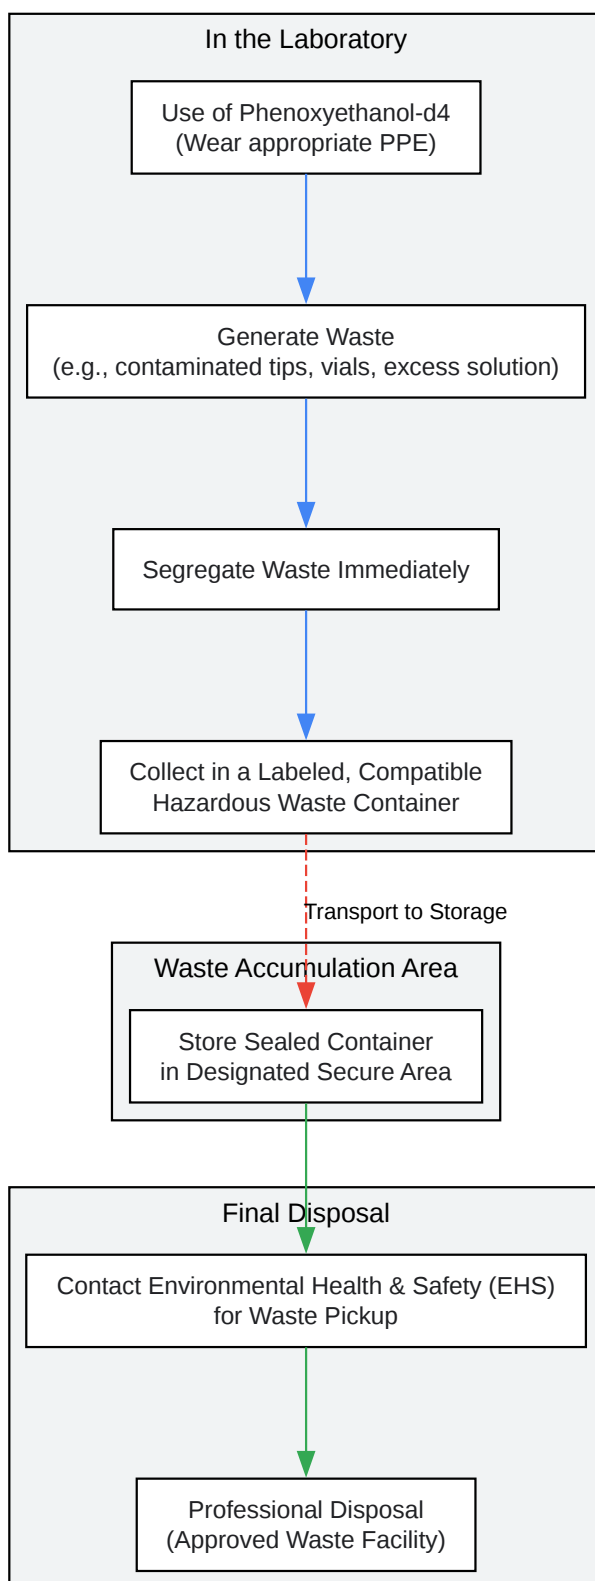 In the Laboratory
Use of Phenoxyethanol-d4
(Wear appropriate PPE)
Generate Waste
(e.g., contaminated tips, vials, excess solution)
Segregate Waste Immediately
Collect in a Labeled, Compatible
Hazardous Waste Container
Transport to Storage
Waste Accumulation Area
Store Sealed Container
in Designated Secure Area
Final Disposal
Contact Environmental Health & Safety (EHS)
for Waste Pickup
Professional Disposal
(Approved Waste Facility)